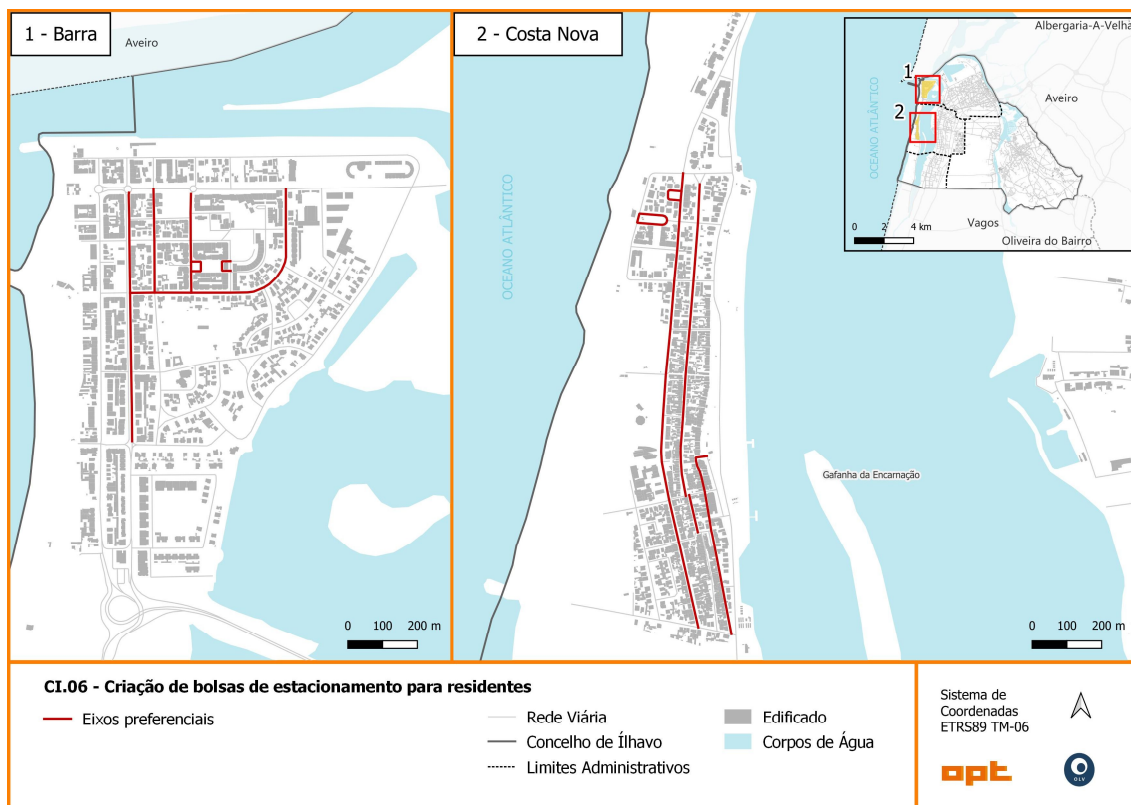 1 - Barra
Aveiro
2 - Costa Nova
OCEANO ATLÂNTICO
Gafanha da Encarnação
Albergaria-A-Velha
1
Aveiro
2
OCEANO ATLÂNTICO
Vagos
0 2 4 km
Oliveira do Bairro
0 100 200 m
0 100 200 m
CI.06 - Criação de bolsas de estacionamento para residentes
Eixos preferenciais
Rede Viária
Concelho de Ílhavo
Limites Administrativos
Edificado
Corpos de Água
Sistema de
Coordenadas
ETRS89 TM-06
opt
OLV